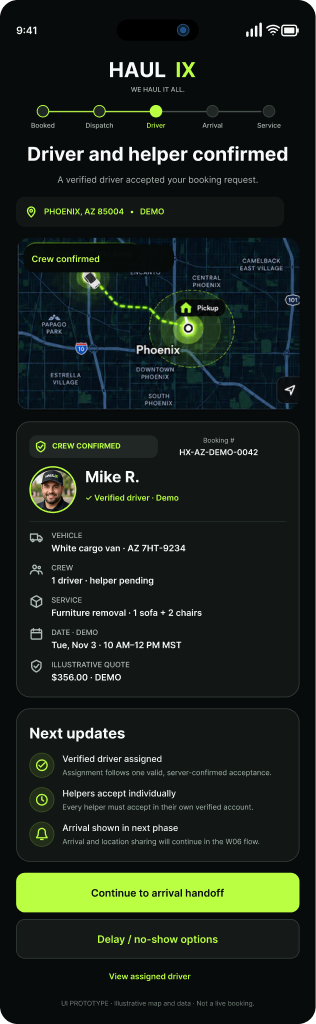 9:41
HAUL IX
WE HAUL IT ALL.
Booked Dispatch Driver Arrival Service
Driver and helper confirmed
A verified driver accepted your booking request.
PHOENIX, AZ 85004 • DEMO
Crew confirmed
ENCANTO
CAMELBACK
EAST VILLAGE
CENTRAL
PHOENIX
Pickup
101
PAPAGO
PARK
10
Phoenix
ESTRELLA
VILLAGE
DOWNTOWN
PHOENIX
SOUTH
PHOENIX
CREW CONFIRMED
Booking #
HX-AZ-DEMO-0042
Mike R.
✓ Verified driver · Demo
VEHICLE
White cargo van · AZ 7HT-9234
CREW
1 driver · helper pending
SERVICE
Furniture removal · 1 sofa + 2 chairs
DATE · DEMO
Tue, Nov 3 · 10 AM–12 PM MST
ILLUSTRATIVE QUOTE
$356.00 · DEMO
Next updates
Verified driver assigned
Assignment follows one valid, server-confirmed acceptance.
Helpers accept individually
Every helper must accept in their own verified account.
Arrival shown in next phase
Arrival and location sharing will continue in the W06 flow.
Continue to arrival handoff
Delay / no-show options
View assigned driver
UI PROTOTYPE · Illustrative map and data · Not a live booking.